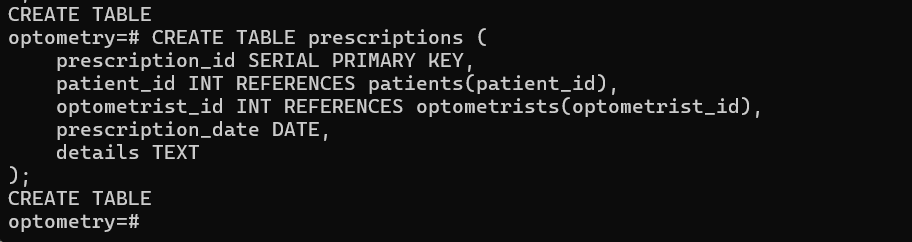 CREATE TABLE
optometry=# CREATE TABLE prescriptions (
    prescription_id SERIAL PRIMARY KEY,
    patient_id INT REFERENCES patients(patient_id),
    optometrist_id INT REFERENCES optometrists(optometrist_id),
    prescription_date DATE,
    details TEXT
);
CREATE TABLE
optometry=#